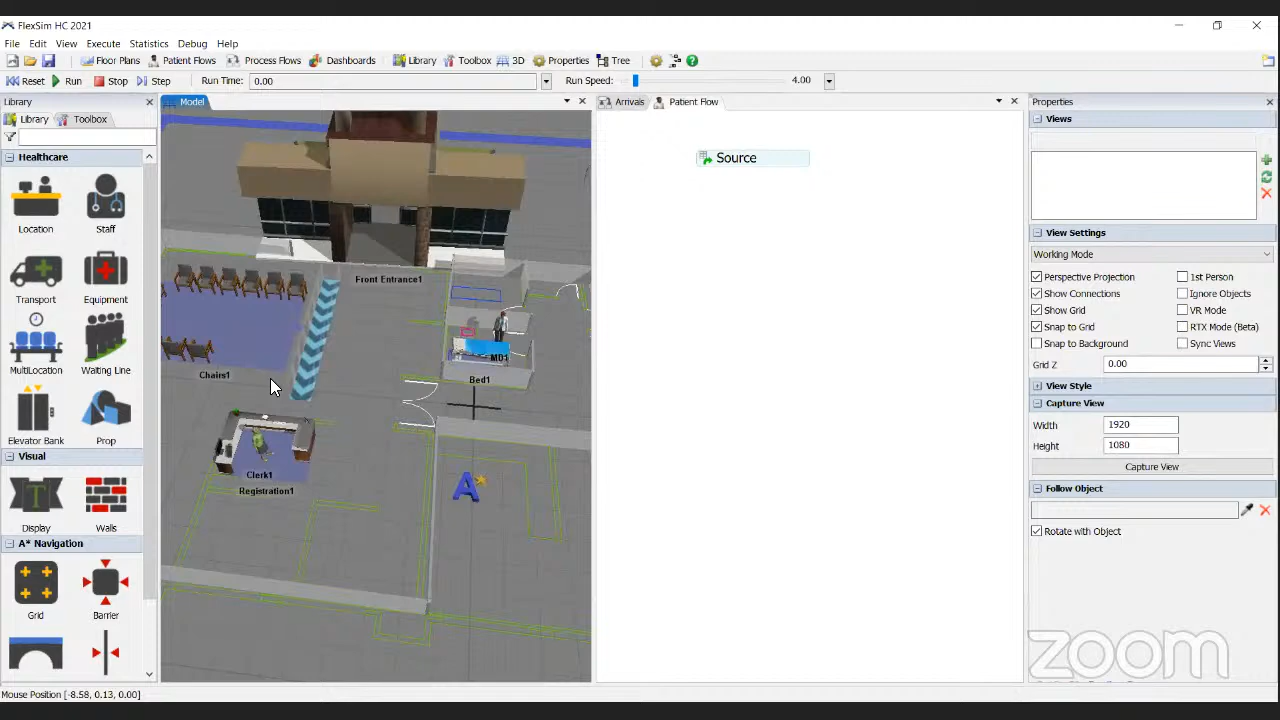 FlexSim HC 2021
File Edit View Execute Statistics Debug Help
Floor Plans Patient Flows Process Flows Dashboards Library Toolbox 3D Properties Tree
Reset Run Stop Step Run Time: 0.00 Run Speed: 4.00
Library
Library Toolbox
Healthcare
Location Staff
Transport Equipment
MultiLocation Waiting Line
Elevator Bank Prop
Visual
T
Display Walls
A* Navigation
Grid Barrier
Model
Front Entrance1
Chairs1
MD1
Bed1
Clerk1
Registration1
A
Arrivals Patient Flow
Source
Properties
Views
View Settings
Working Mode
Perspective Projection 1st Person
Show Connections Ignore Objects
Show Grid VR Mode
Snap to Grid RTX Mode (Beta)
Snap to Background Sync Views
Grid Z 0.00
View Style
Capture View
Width 1920
Height 1080
Capture View
Follow Object
Rotate with Object
zoom
Mouse Position [-8.58, 0.13, 0.00]